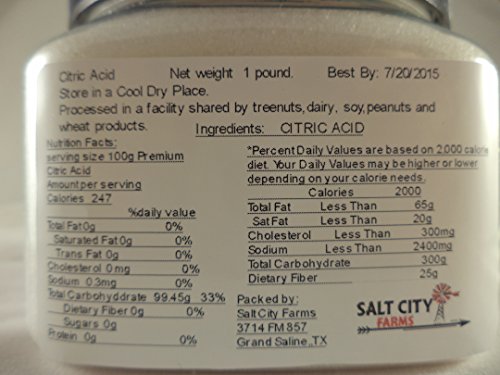 Citric Acid Net weight 1 pound. Best By: 7/20/2015
Store in a Cool Dry Place.
Processed in a facility shared by treenuts,dairy, soy,peanuts and
wheat products.
Ingredients: CITRIC ACID
Nutrition Facts:
serving size 100g Premium
Citric Acid
Amount per serving
Calories 247
%daily value
Total Fat0g 0%
Saturated Fat 0g 0%
Trans Fat 0g 0%
Cholesterol 0 mg 0%
Sodium 0.3mg 0%
Total Carbohyddrate 99.45g 33%
Dietary Fiber 0g 0%
Sugars 0g 0%
Protein 0g 0%
*Percent Daily Values are based on 2,000 calorie
diet. Your Daily Values may be higher or lower
depending on your calorie needs.
Calories 2000
Total Fat Less Than 65g
Sat Fat Less Than 20g
Cholesterol Less Than 300mg
Sodium Less Than 2400mg
Total Carbohydrate 300g
Dietary Fiber 25g
Packed by:
Salt City Farms
3714 FM 857
Grand Saline,,TX
SALT CITY
FARMS